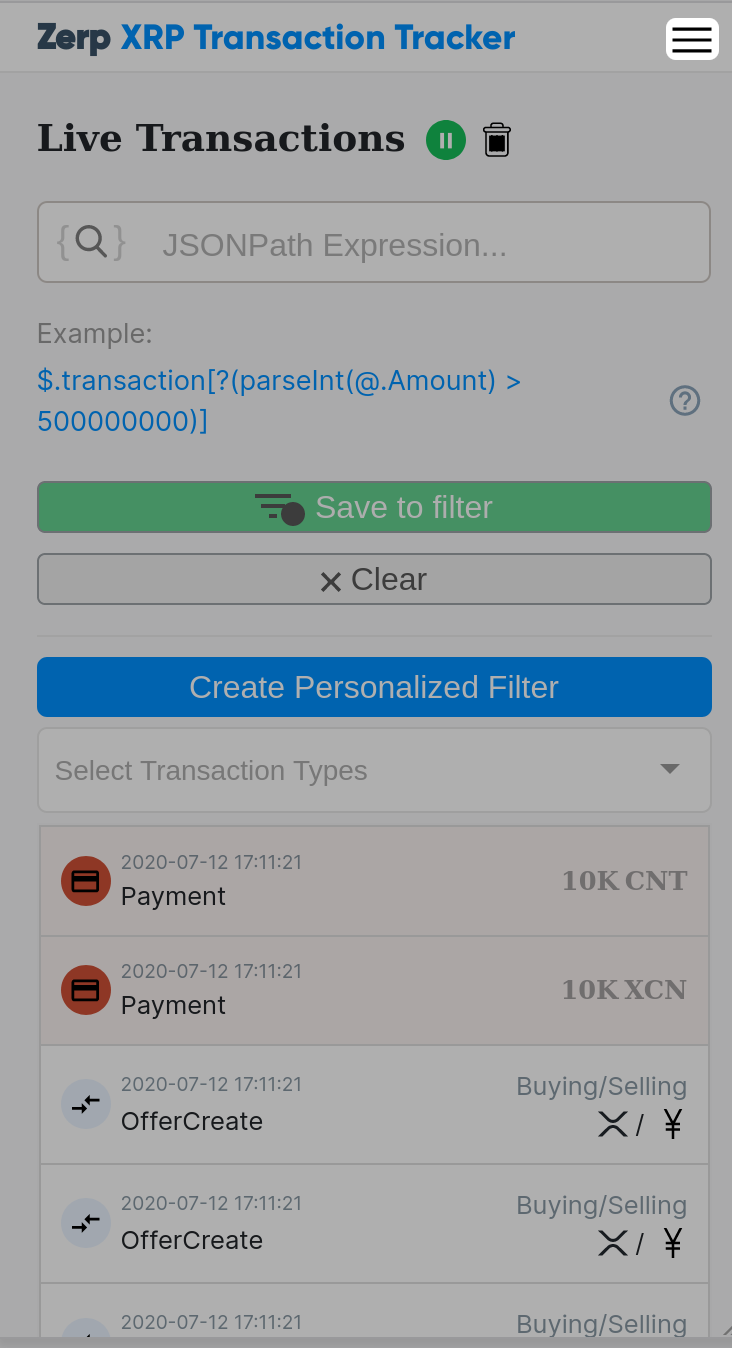 Zerp XRP Transaction Tracker
Live Transactions
{ } JSONPath Expression...
Example:
$.transaction[?(parseInt(@.Amount) >
500000000)]
?
Save to filter
× Clear
Create Personalized Filter
Select Transaction Types
2020-07-12 17:11:21
Payment
10K CNT
2020-07-12 17:11:21
Payment
10K XCN
2020-07-12 17:11:21
Buying/Selling
OfferCreate
/ ¥
2020-07-12 17:11:21
Buying/Selling
OfferCreate
/ ¥
2020-07-12 17:11:21
Buying/Selling